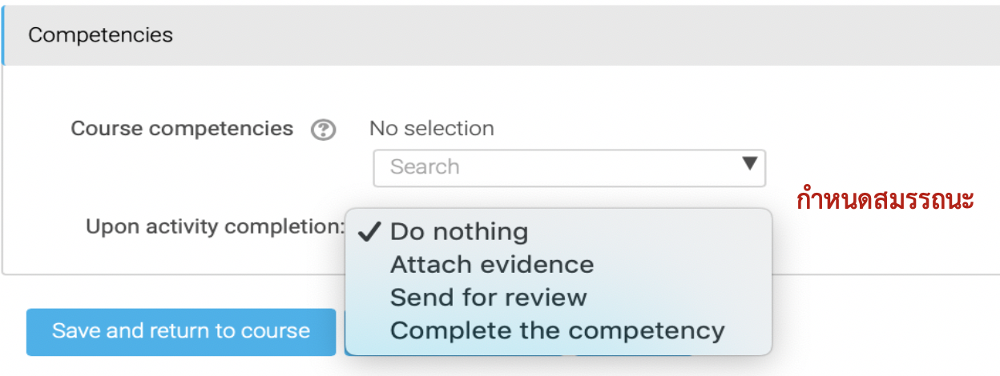 Competencies
Course competencies ? No selection
Search
กำหนดสมรรถนะ
Upon activity completion:
Do nothing
Attach evidence
Send for review
Complete the competency
Save and return to course